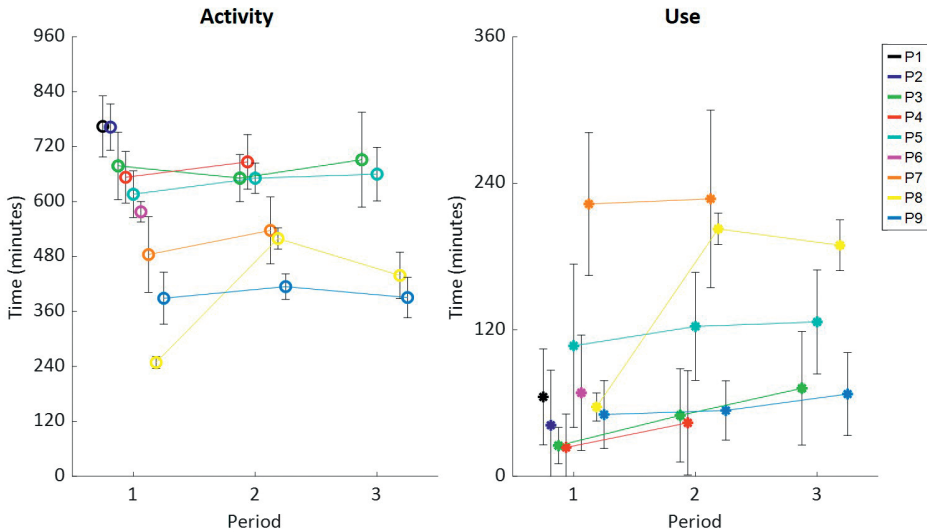 Activity
Use
960
840
720
600
480
360
240
120
0
Time (minutes)
1
2
3
Period
360
240
120
0
Time (minutes)
1
2
3
Period
P1
P2
P3
P4
P5
P6
P7
P8
P9